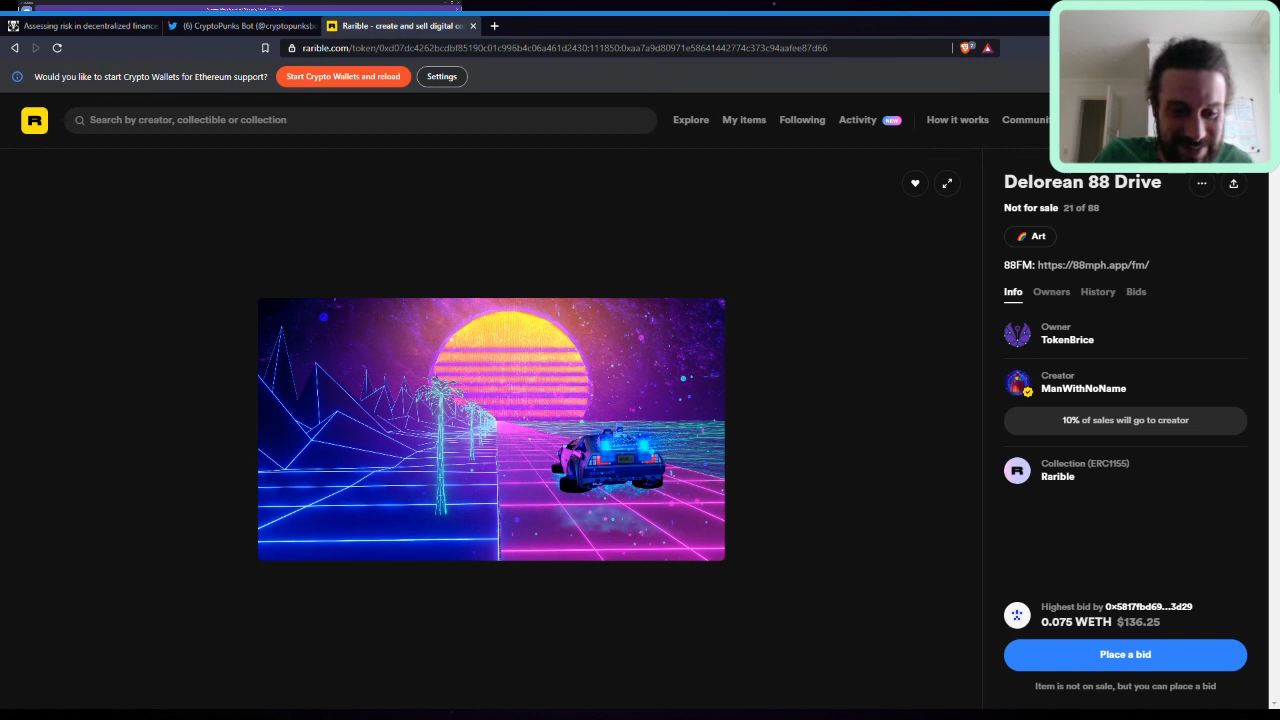 Assessing risk in decentralized finance
(6) CryptoPunks Bot (@cryptopunksb
Rarible - create and sell digital co
rarible.com/token/0xd07dc4262bcdbf85190c01c996b4c06a461d2430:111850:0xaa7a9d80971e58641442774c373c94aafee87d66
2
Would you like to start Crypto Wallets for Ethereum support?
Start Crypto Wallets and reload
Settings
R
Search by creator, collectible or collection
Explore
My items
Following
Activity
NEW
How it works
Communi
Delorean 88 Drive
Not for sale 21 of 88
Art
88FM: https://88mph.app/fm/
Info
Owners
History
Bids
Owner
TokenBrice
Creator
ManWithNoName
10% of sales will go to creator
Collection (ERC1155)
Rarible
Highest bid by 0x5817fbd69...3d29
0.075 WETH $136.25
Place a bid
Item is not on sale, but you can place a bid